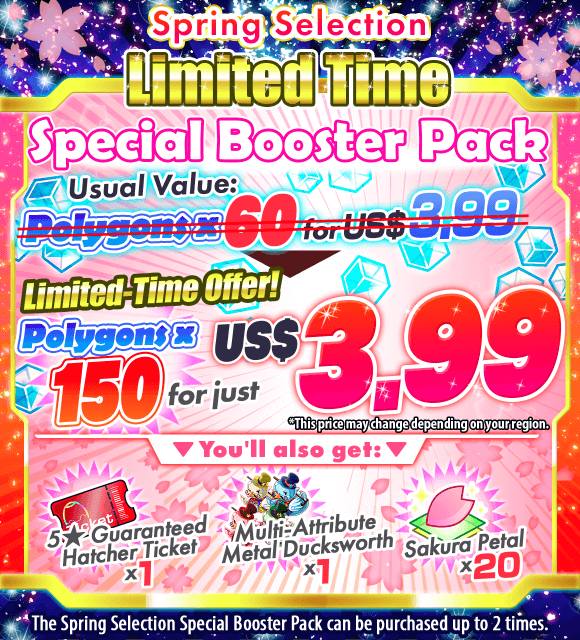 Spring Selection
Limited Time
Special Booster Pack
Usual Value:
Polygons x 60 for US$ 3,99
Limited-Time Offer!
Polygons x
150 for just
US$ 3,99
*This price may change depending on your region.
▼You'll also get:▼
Ticket
5★ Guaranteed
Hatcher Ticket
x1
Multi-Attribute
Metal Ducksworth
x1
Sakura Petal
x20
The Spring Selection Special Booster Pack can be purchased up to 2 times.